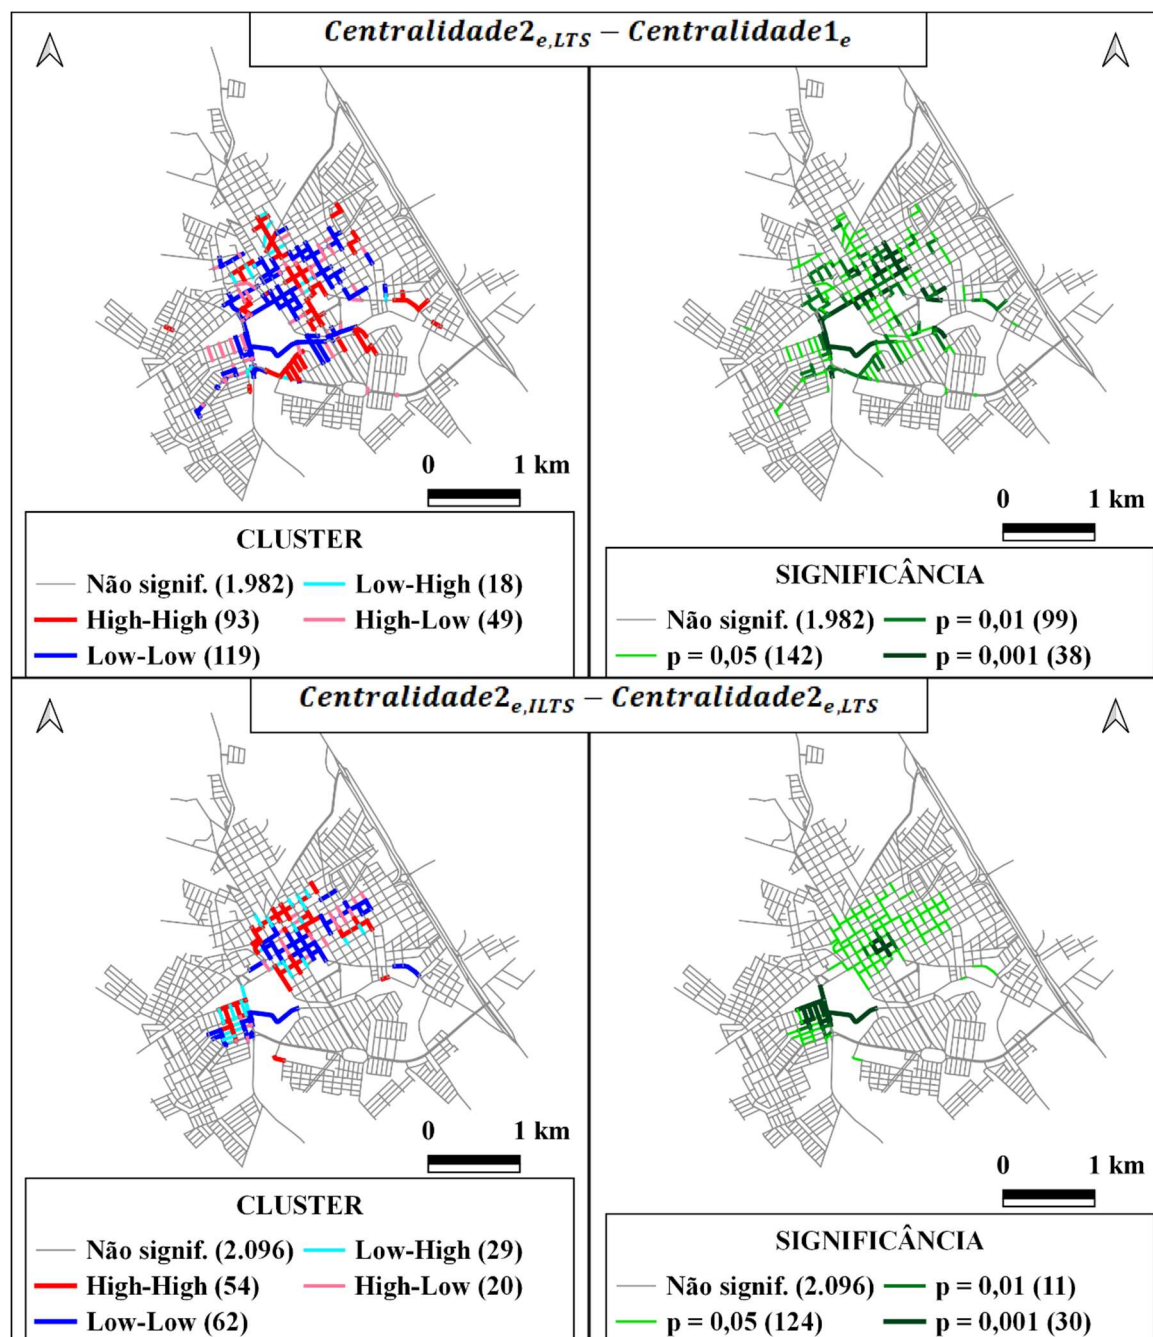 Centralidade2e,LTS − Centralidade1e
0 1 km
CLUSTER
Não signif. (1.982) Low-High (18)
High-High (93) High-Low (49)
Low-Low (119)
0 1 km
SIGNIFICÂNCIA
Não signif. (1.982) p = 0,01 (99)
p = 0,05 (142) p = 0,001 (38)
Centralidade2e,ILTS − Centralidade2e,LTS
0 1 km
CLUSTER
Não signif. (2.096) Low-High (29)
High-High (54) High-Low (20)
Low-Low (62)
0 1 km
SIGNIFICÂNCIA
Não signif. (2.096) p = 0,01 (11)
p = 0,05 (124) p = 0,001 (30)